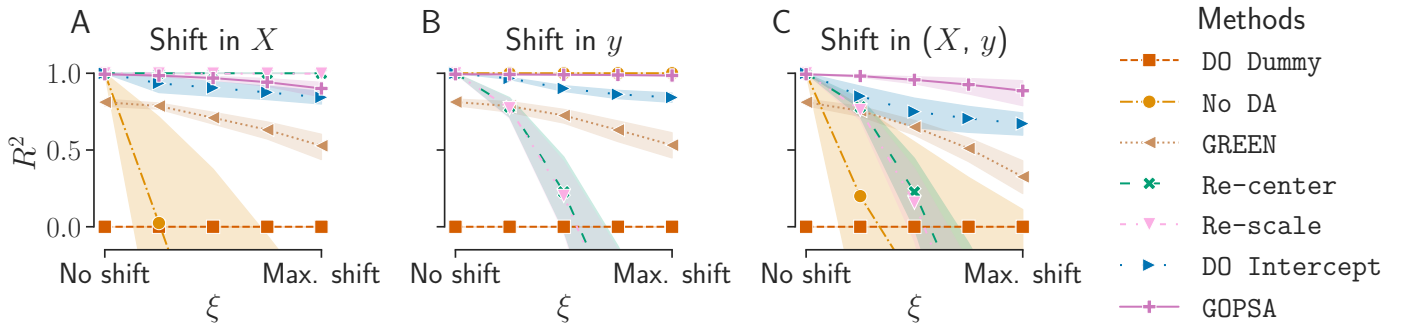 A
Shift in X
B
Shift in y
C
Shift in (X, y)
R²
1.0
0.5
0.0
No shift
Max. shift
ξ
No shift
Max. shift
ξ
No shift
Max. shift
ξ
Methods
DO Dummy
No DA
GREEN
Re-center
Re-scale
DO Intercept
GOPSA